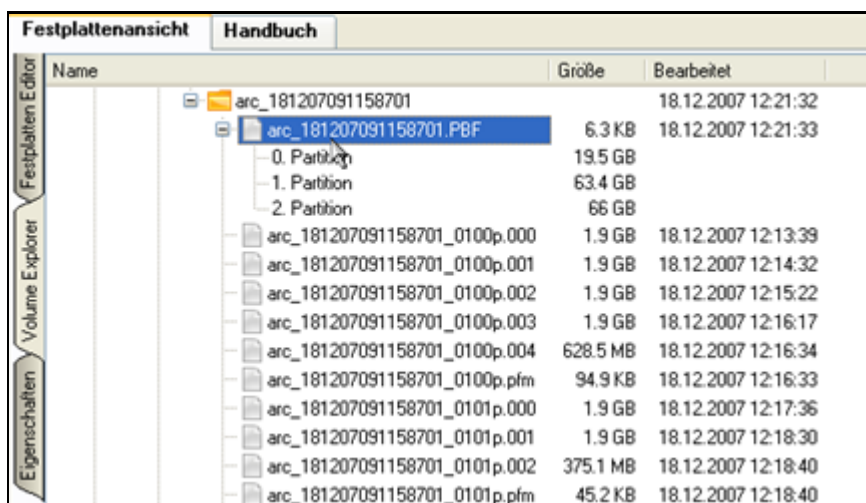 Festplattenansicht Handbuch
Festplatten Editor
Volume Explorer
Eigenschaften
Name Größe Bearbeitet
arc_181207091158701 18.12.2007 12:21:32
arc_181207091158701.PBF 6.3 KB 18.12.2007 12:21:33
0. Partition 19.5 GB
1. Partition 63.4 GB
2. Partition 66 GB
arc_181207091158701_0100p.000 1.9 GB 18.12.2007 12:13:39
arc_181207091158701_0100p.001 1.9 GB 18.12.2007 12:14:32
arc_181207091158701_0100p.002 1.9 GB 18.12.2007 12:15:22
arc_181207091158701_0100p.003 1.9 GB 18.12.2007 12:16:17
arc_181207091158701_0100p.004 628.5 MB 18.12.2007 12:16:34
arc_181207091158701_0100p.pfm 94.9 KB 18.12.2007 12:16:33
arc_181207091158701_0101p.000 1.9 GB 18.12.2007 12:17:36
arc_181207091158701_0101p.001 1.9 GB 18.12.2007 12:18:30
arc_181207091158701_0101p.002 375.1 MB 18.12.2007 12:18:40
arc_181207091158701_0101p.pfm 45.2 KB 18.12.2007 12:18:40